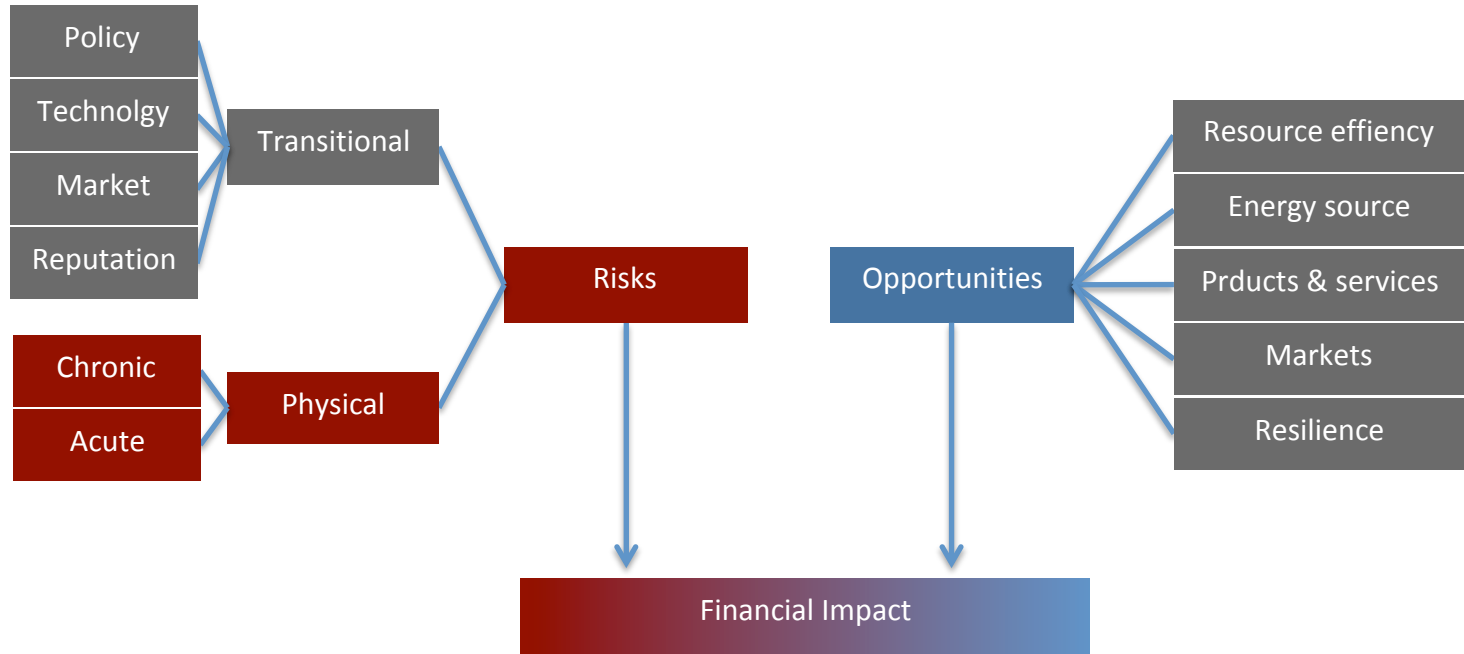 Policy
Technolgy
Market
Reputation
Transitional
Chronic
Acute
Physical
Risks
Opportunities
Resource effiency
Energy source
Prducts & services
Markets
Resilience
Financial Impact